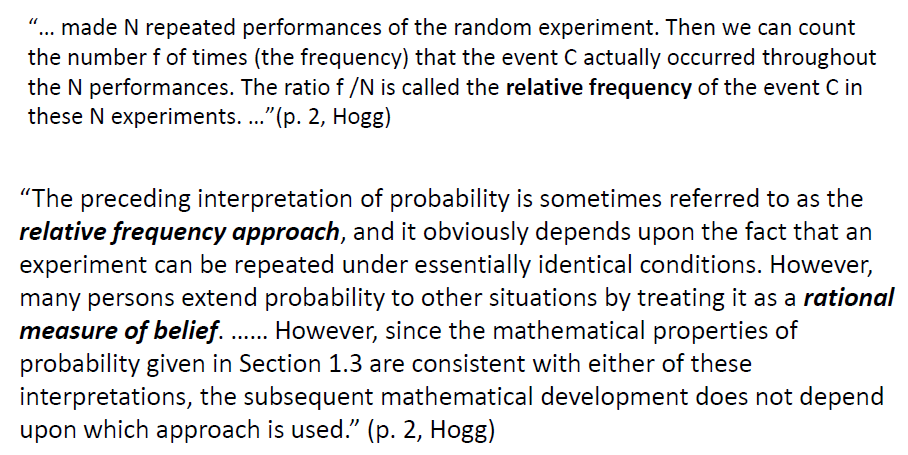 “... made N repeated performances of the random experiment. Then we can count
the number f of times (the frequency) that the event C actually occurred throughout
the N performances. The ratio f /N is called the relative frequency of the event C in
these N experiments. ...”(p. 2, Hogg)
“The preceding interpretation of probability is sometimes referred to as the
relative frequency approach, and it obviously depends upon the fact that an
experiment can be repeated under essentially identical conditions. However,
many persons extend probability to other situations by treating it as a rational
measure of belief. ...... However, since the mathematical properties of
probability given in Section 1.3 are consistent with either of these
interpretations, the subsequent mathematical development does not depend
upon which approach is used.” (p. 2, Hogg)